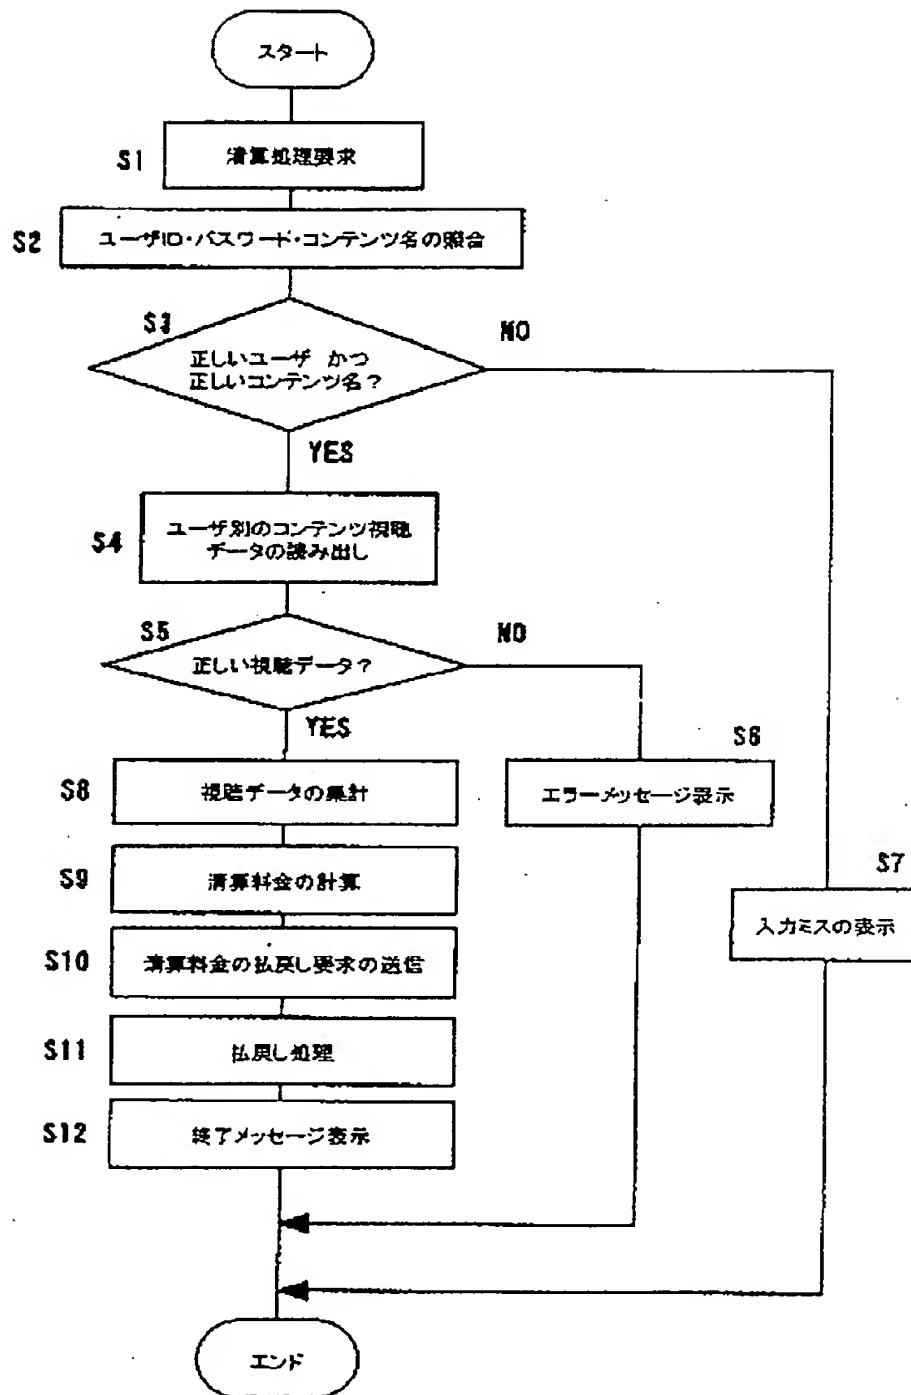 スタート
S1
清算処理要求
S2
ユーザID・パスワード・コンテンツ名の照合
S3
NO
正しいユーザ かつ
正しいコンテンツ名？
YES
S4
ユーザ別のコンテンツ視聴
データの読み出し
S5
NO
正しい視聴データ？
YES
S6
S8
視聴データの集計
エラーメッセージ表示
S7
S9
清算料金の計算
入力ミスの表示
S10
清算料金の払戻し要求の送信
S11
払戻し処理
S12
終了メッセージ表示
エンド